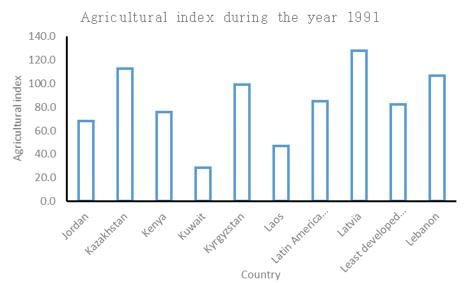 Agricultural index during the year 1991
Agricultural index
140.0
120.0
100.0
80.0
60.0
40.0
20.0
0.0
Jordan
Kazakhstan
Kenya
Kuwait
Kyrgyzstan
Laos
Latin America...
Latvia
Least developed...
Lebanon
Country